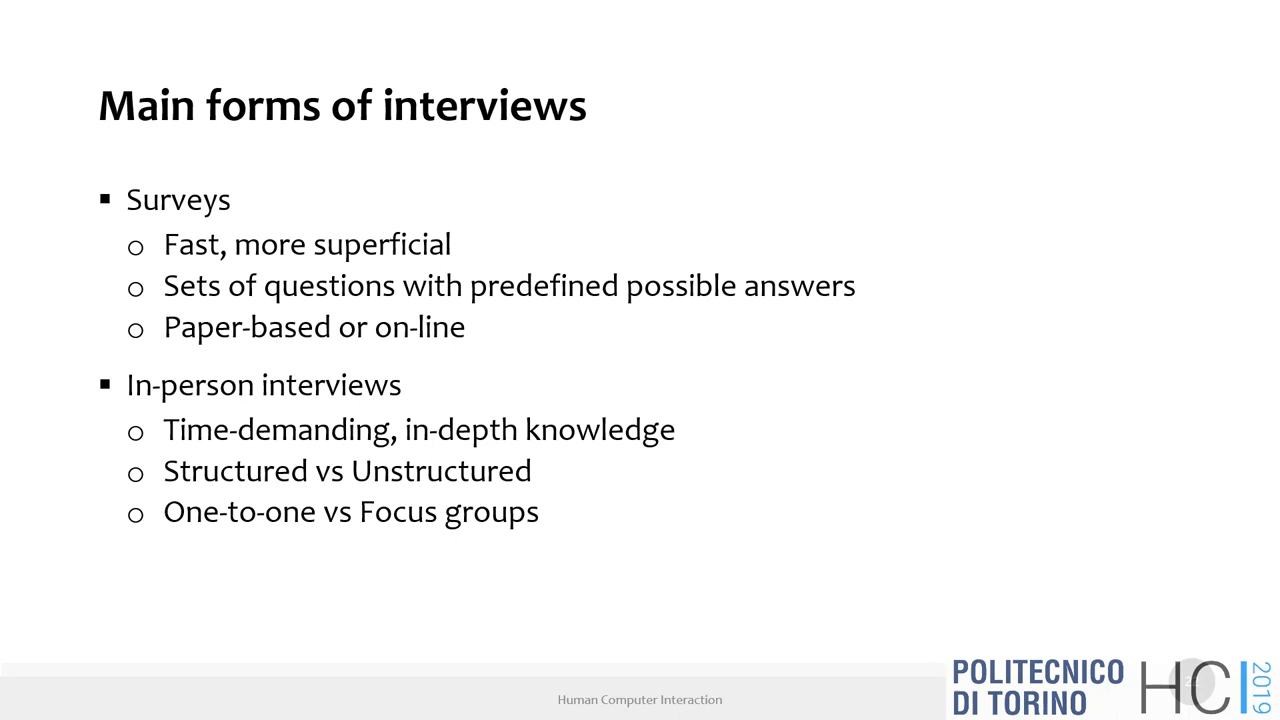 Main forms of interviews
▪ Surveys
o Fast, more superficial
o Sets of questions with predefined possible answers
o Paper-based or on-line
▪ In-person interviews
o Time-demanding, in-depth knowledge
o Structured vs Unstructured
o One-to-one vs Focus groups
Human Computer Interaction
POLITECNICO
DI TORINO
HCI
2019